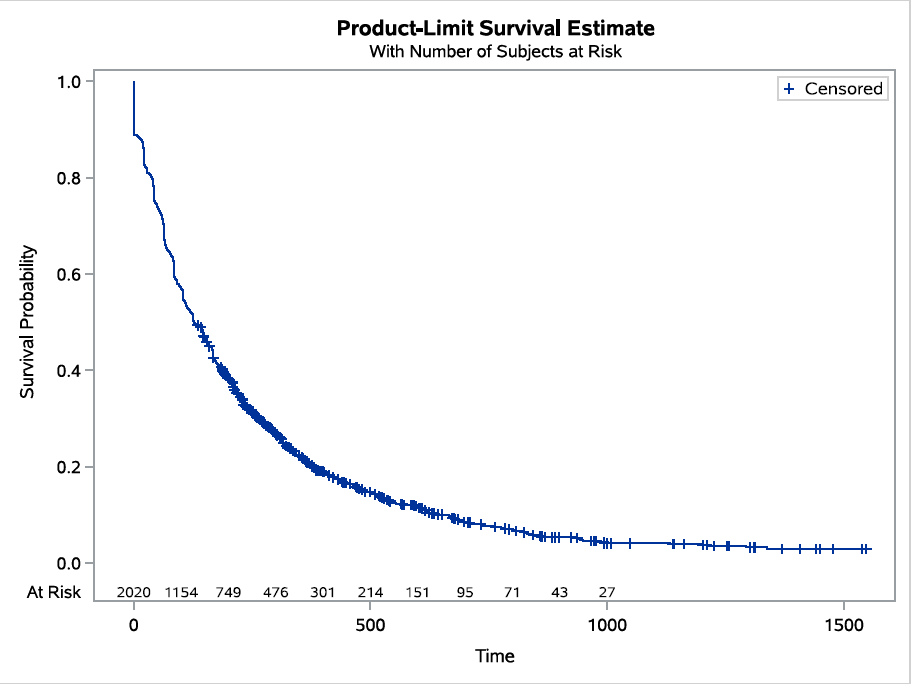 Product-Limit Survival Estimate
With Number of Subjects at Risk
+ Censored
1.0
0.8
0.6
0.4
0.2
0.0
Survival Probability
At Risk 2020 1154 749 476 301 214 151 95 71 43 27
0 500 1000 1500
Time